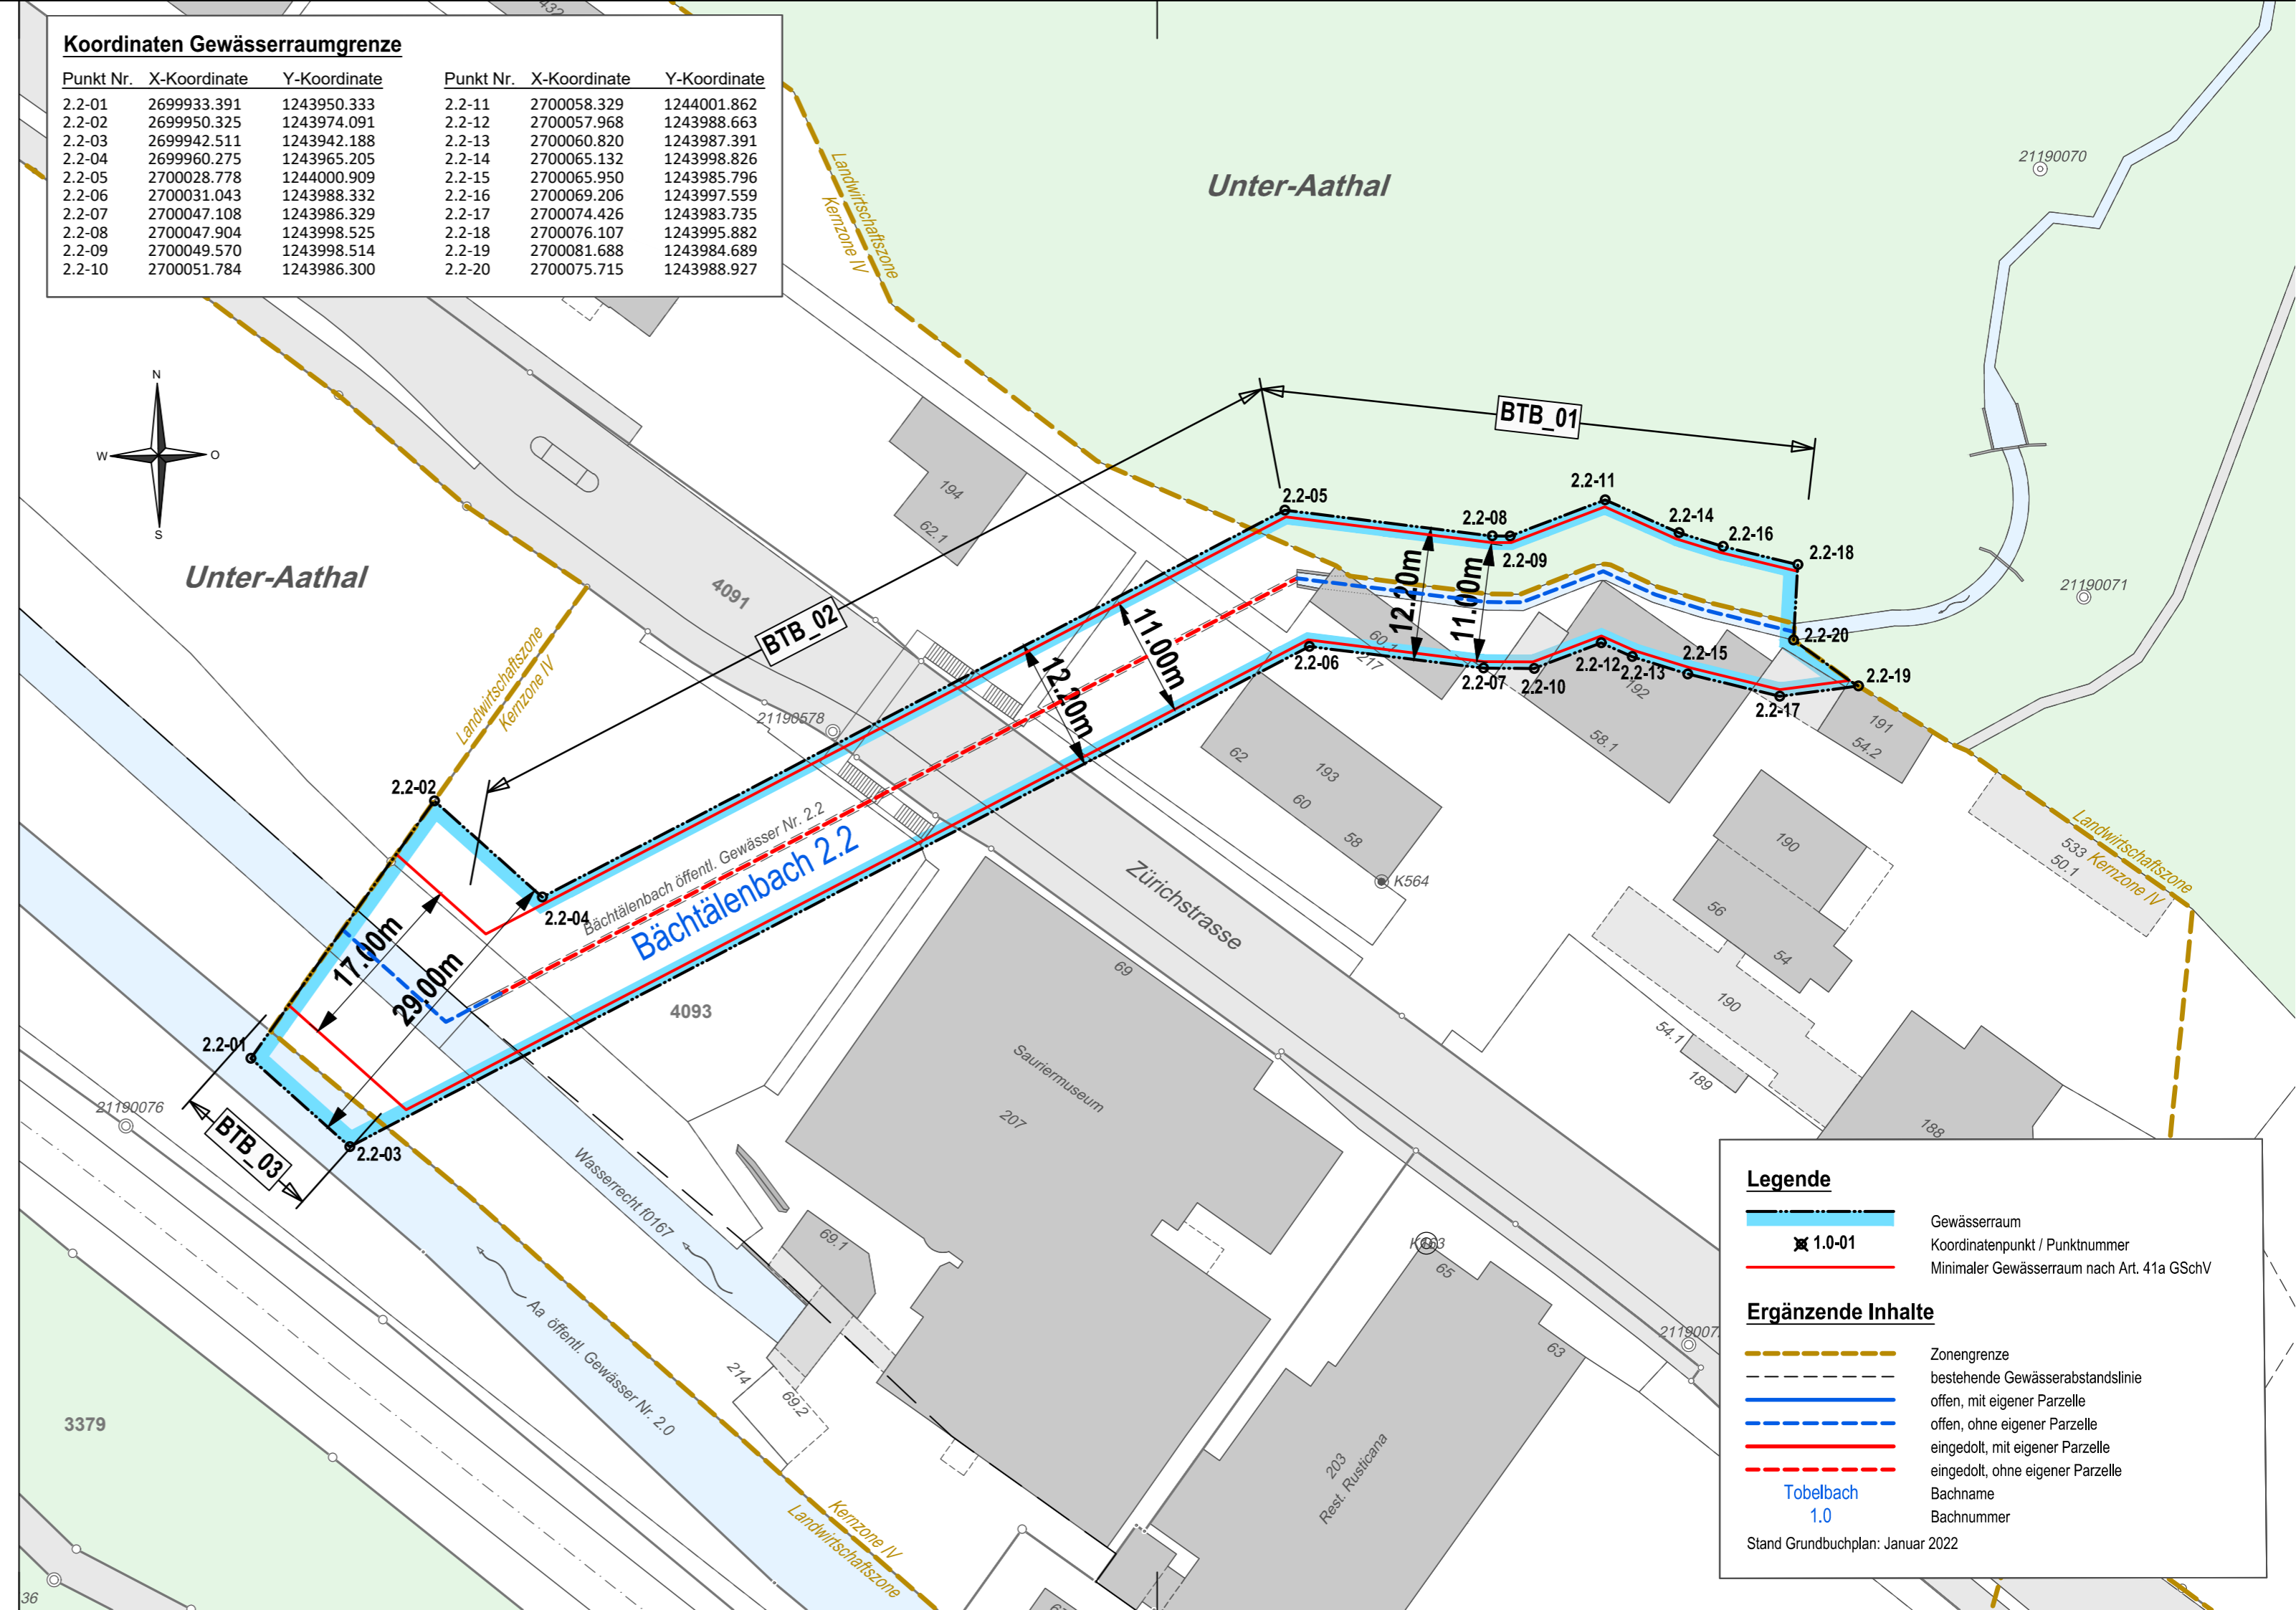 Koordinaten Gewässerraumgrenze
Punkt Nr. X-Koordinate Y-Koordinate
2.2-01 2699933.391 1243950.333
2.2-02 2699950.325 1243974.091
2.2-03 2699942.511 1243942.188
2.2-04 2699960.275 1243965.205
2.2-05 2700028.778 1244000.909
2.2-06 2700031.043 1243988.332
2.2-07 2700047.108 1243986.329
2.2-08 2700047.904 1243998.525
2.2-09 2700049.570 1243998.514
2.2-10 2700051.784 1243986.300
Punkt Nr. X-Koordinate Y-Koordinate
2.2-11 2700058.329 1244001.862
2.2-12 2700057.968 1243988.663
2.2-13 2700060.820 1243987.391
2.2-14 2700065.132 1243998.826
2.2-15 2700065.950 1243985.796
2.2-16 2700069.206 1243997.559
2.2-17 2700074.426 1243983.735
2.2-18 2700076.107 1243995.882
2.2-19 2700081.688 1243984.689
2.2-20 2700075.715 1243988.927
432
Landwirtschaftszone
Kernzone IV
Unter-Aathal
21190070
N
W
O
S
Unter-Aathal
194
62.1
4091
BTB_01
BTB_02
2.2-05
2.2-08
2.2-09
2.2-11
2.2-14
2.2-16
2.2-18
2.2-20
2.2-19
2.2-17
2.2-15
2.2-13
2.2-12
2.2-10
2.2-07
2.2-06
12.20m
11.00m
11.00m
12.20m
60.1
217
192
58.1
191
54.2
21190071
Landwirtschaftszone
Kernzone IV
21190578
2.2-02
2.2-04
17.00m
29.00m
Bächtälenbach öffentl. Gewässer Nr. 2.2
Bächtälenbach 2.2
4093
2.2-01
2.2-03
BTB_03
21190076
62
193
60
58
K564
Zürichstrasse
190
56
54
190
54.1
189
188
533
50.1
Landwirtschaftszone
Kernzone IV
69
Sauriermuseum
207
Wasserrecht f0167
Aa öffentl. Gewässer Nr. 2.0
69.1
214
69.2
65
63
203
Rest. Rusticana
3379
36
Kernzone IV
Landwirtschaftszone
Legende
Gewässerraum
1.0-01 Koordinatenpunkt / Punktnummer
Minimaler Gewässerraum nach Art. 41a GSchV
Ergänzende Inhalte
Zonengrenze
bestehende Gewässerabstandslinie
offen, mit eigener Parzelle
offen, ohne eigener Parzelle
eingedolt, mit eigener Parzelle
eingedolt, ohne eigener Parzelle
Tobelbach Bachname
1.0 Bachnummer
Stand Grundbuchplan: Januar 2022